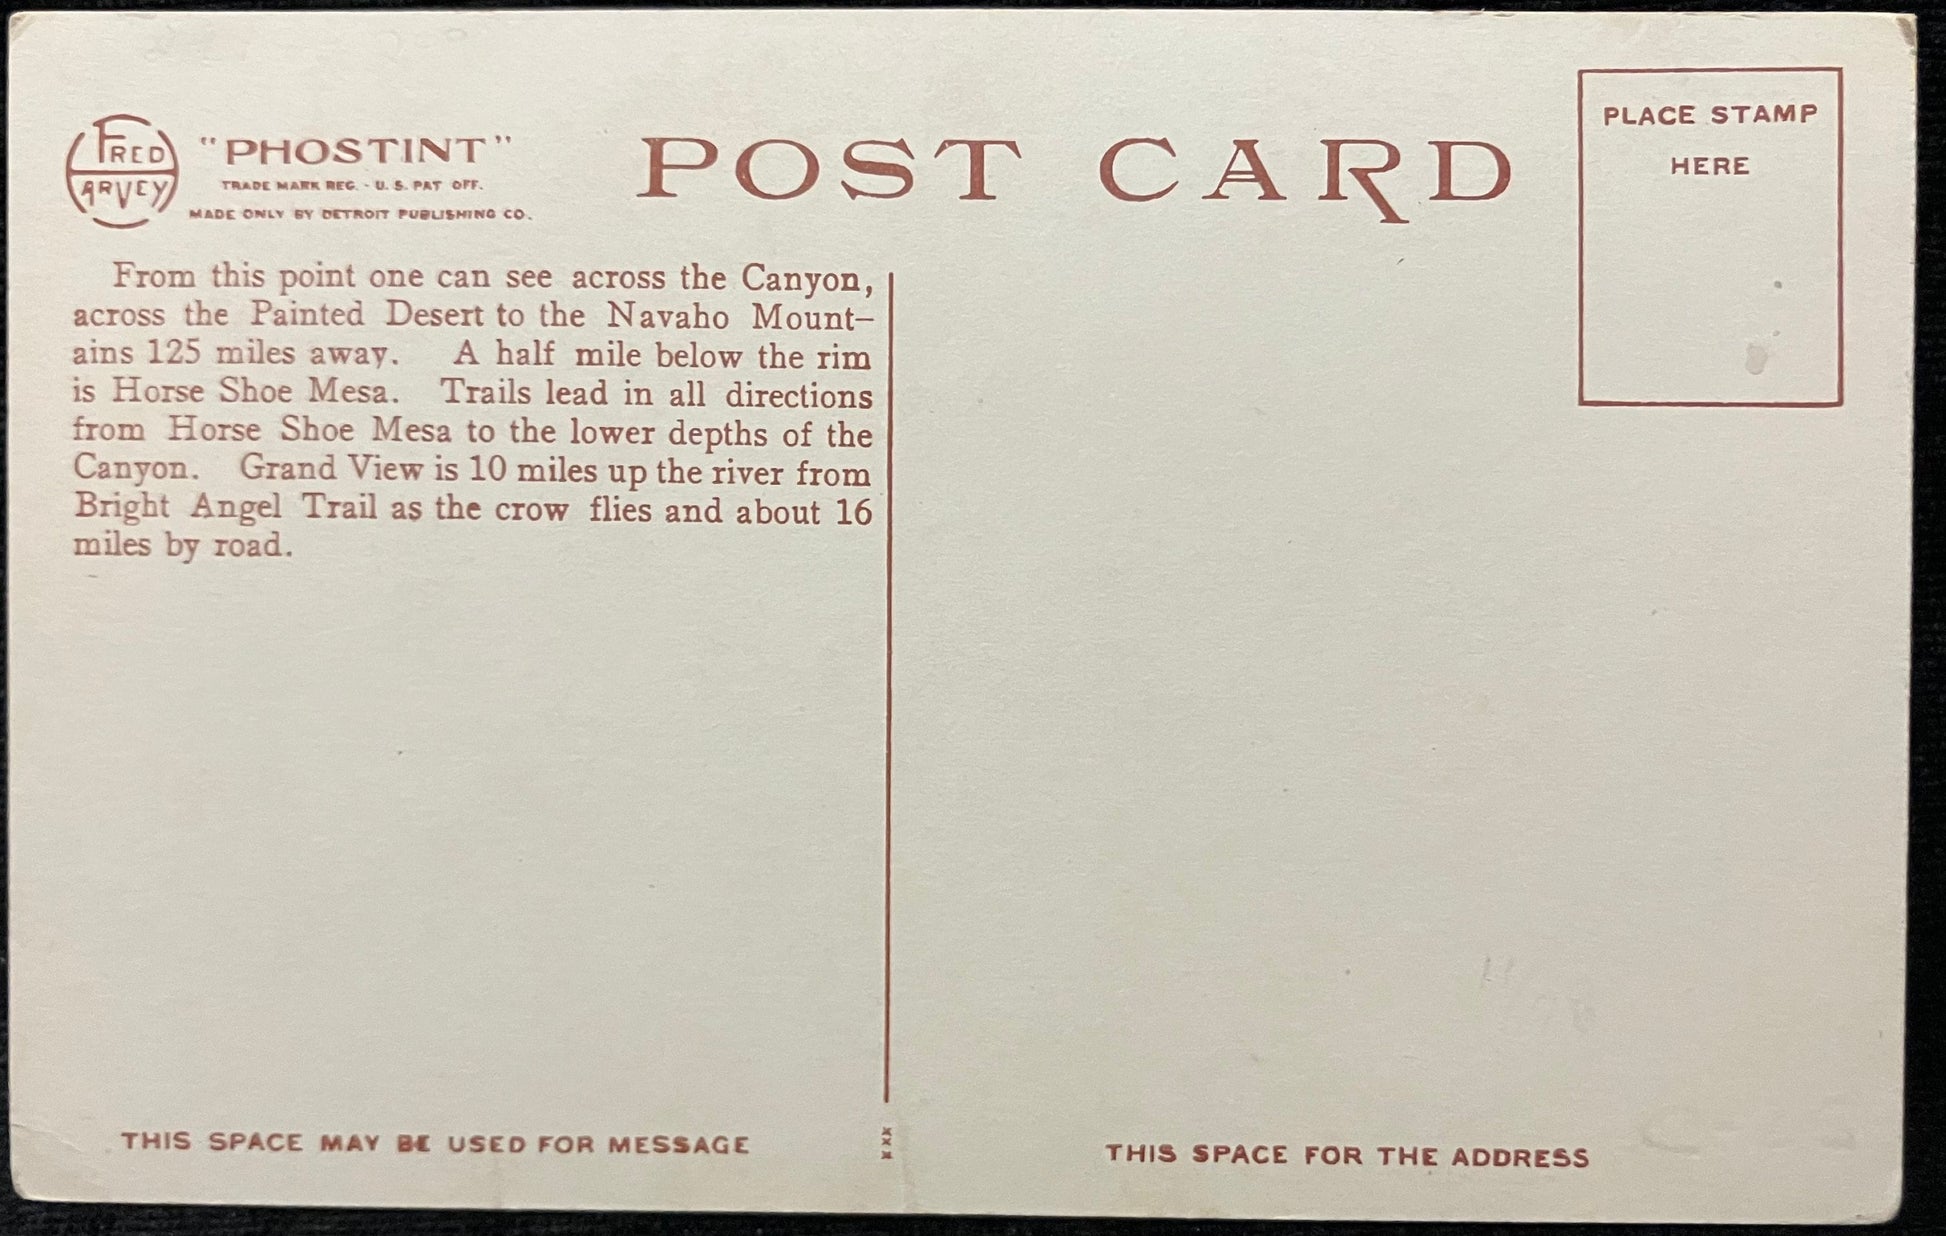 FRED
HARVEY
"PHOSTINT"
TRADE MARK REG. - U. S. PAT OFF.
MADE ONLY BY DETROIT PUBLISHING CO.
POST CARD
PLACE STAMP
HERE
From this point one can see across the Canyon,
across the Painted Desert to the Navaho Mount–
ains 125 miles away. A half mile below the rim
is Horse Shoe Mesa. Trails lead in all directions
from Horse Shoe Mesa to the lower depths of the
Canyon. Grand View is 10 miles up the river from
Bright Angel Trail as the crow flies and about 16
miles by road.
THIS SPACE MAY BE USED FOR MESSAGE
xxx
THIS SPACE FOR THE ADDRESS